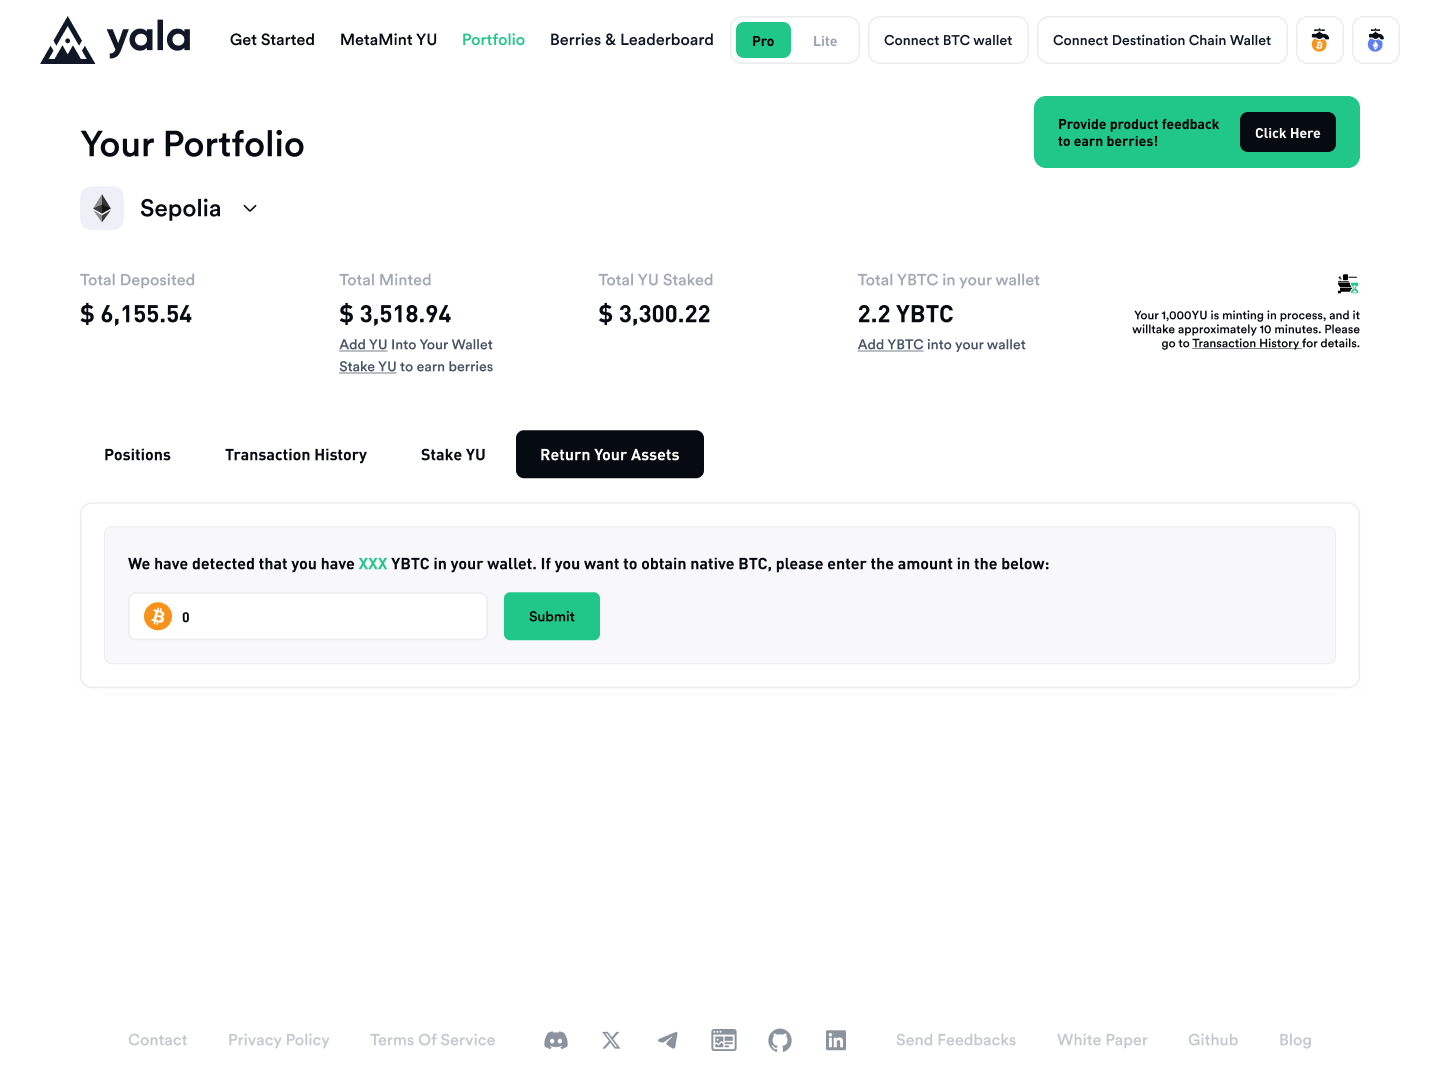 yala
Get Started
MetaMint YU
Portfolio
Berries & Leaderboard
Pro
Lite
Connect BTC wallet
Connect Destination Chain Wallet
Your Portfolio
Provide product feedback
to earn berries!
Click Here
Sepolia
Total Deposited
$ 6,155.54
Total Minted
$ 3,518.94
Add YU Into Your Wallet
Stake YU to earn berries
Total YU Staked
$ 3,300.22
Total YBTC in your wallet
2.2 YBTC
Add YBTC into your wallet
Your 1,000YU is minting in process, and it
willtake approximately 10 minutes. Please
go to Transaction History for details.
Positions
Transaction History
Stake YU
Return Your Assets
We have detected that you have XXX YBTC in your wallet. If you want to obtain native BTC, please enter the amount in the below:
0
Submit
Contact
Privacy Policy
Terms Of Service
Send Feedbacks
White Paper
Github
Blog